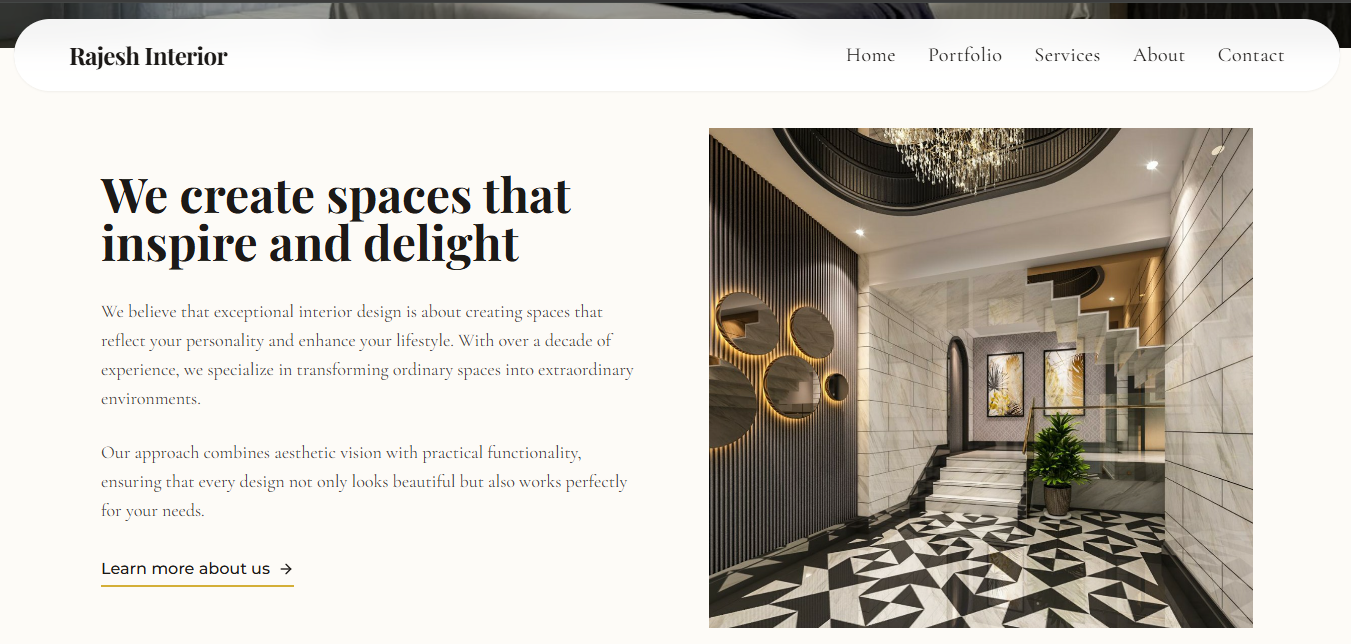 Rajesh Interior
Home Portfolio Services About Contact
We create spaces that
inspire and delight
We believe that exceptional interior design is about creating spaces that
reflect your personality and enhance your lifestyle. With over a decade of
experience, we specialize in transforming ordinary spaces into extraordinary
environments.
Our approach combines aesthetic vision with practical functionality,
ensuring that every design not only looks beautiful but also works perfectly
for your needs.
Learn more about us →